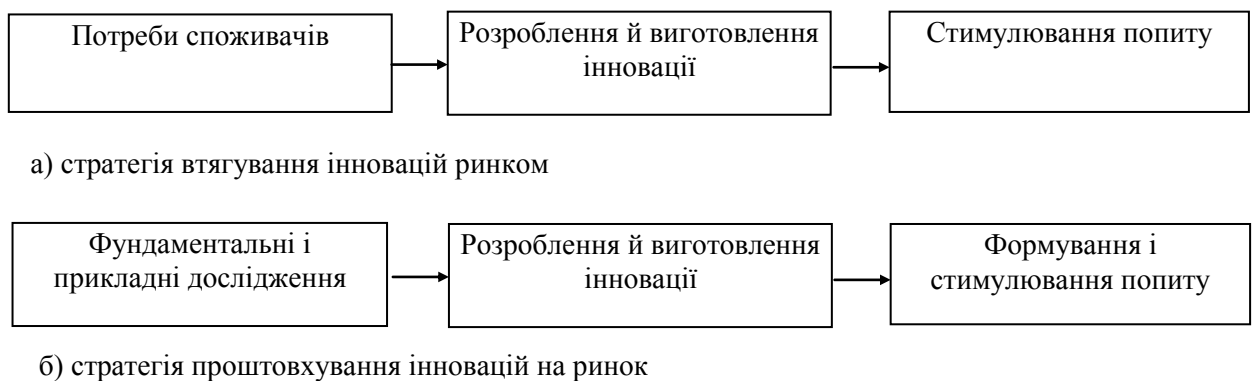 Потреби споживачів
Розроблення й виготовлення
інновації
Стимулювання попиту
а) стратегія втягування інновацій ринком
Фундаментальні і
прикладні дослідження
Розроблення й виготовлення
інновації
Формування і
стимулювання попиту
б) стратегія проштовхування інновацій на ринок